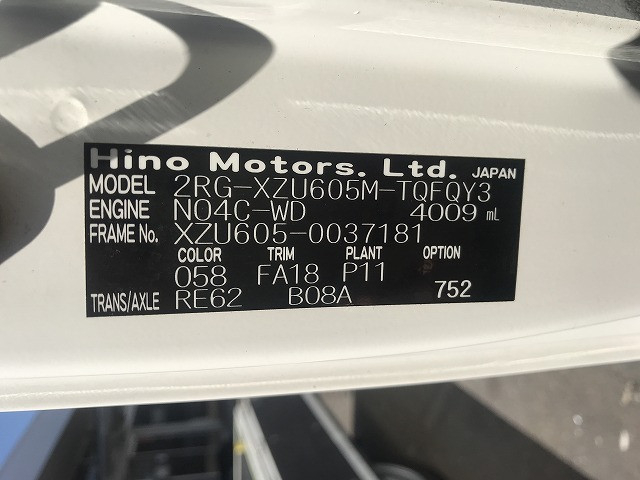 Hino Motors. Ltd. JAPAN
MODEL 2RG-XZU605M-TQFQY3
ENGINE N04C-WD 4009 mL
FRAME No. XZU605-0037181
COLOR TRIM PLANT OPTION
058 FA18 P11 752
TRANS/AXLE RE62 B08A